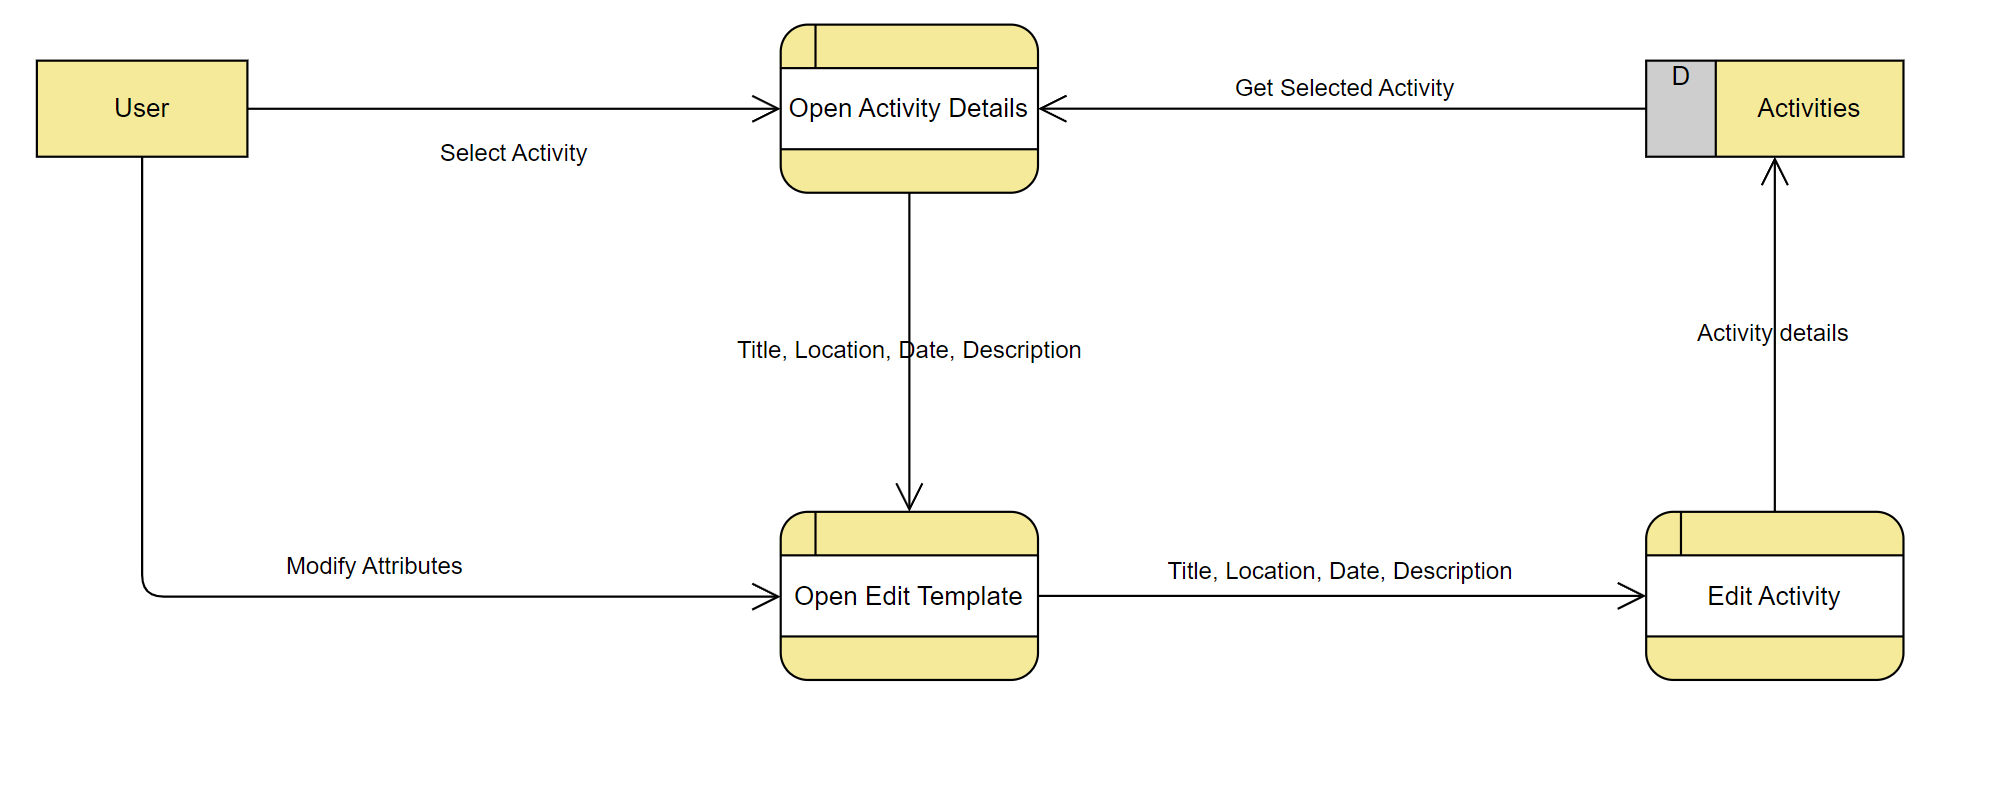 User
Select Activity
Open Activity Details
Get Selected Activity
D
Activities
Title, Location, Date, Description
Activity details
Modify Attributes
Open Edit Template
Title, Location, Date, Description
Edit Activity